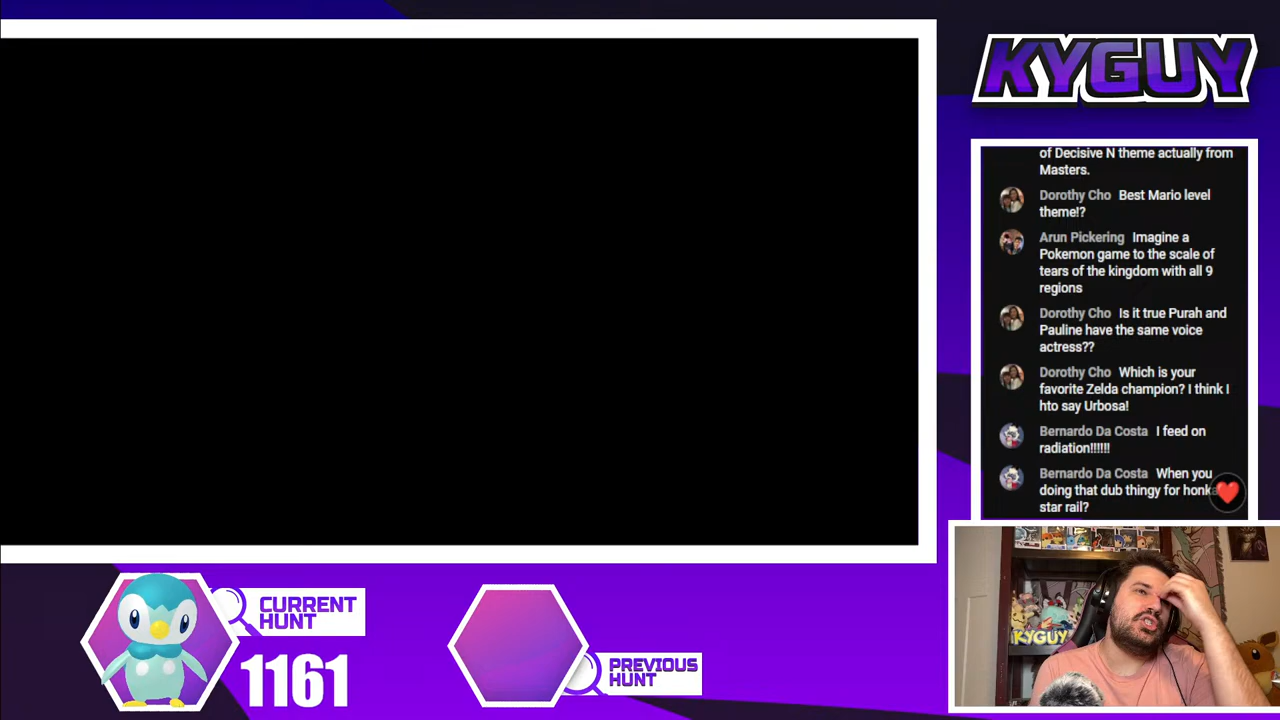 KYGUY
of Decisive N theme actually from
Masters.
Dorothy Cho Best Mario level
theme!?
Arun Pickering Imagine a
Pokemon game to the scale of
tears of the kingdom with all 9
regions
Dorothy Cho Is it true Purah and
Pauline have the same voice
actress??
Dorothy Cho Which is your
favorite Zelda champion? I think I
hto say Urbosa!
Bernardo Da Costa I feed on
radiation!!!!!!
Bernardo Da Costa When you
doing that dub thingy for honk
star rail?
CURRENT
HUNT
1161
PREVIOUS
HUNT
KYGUY